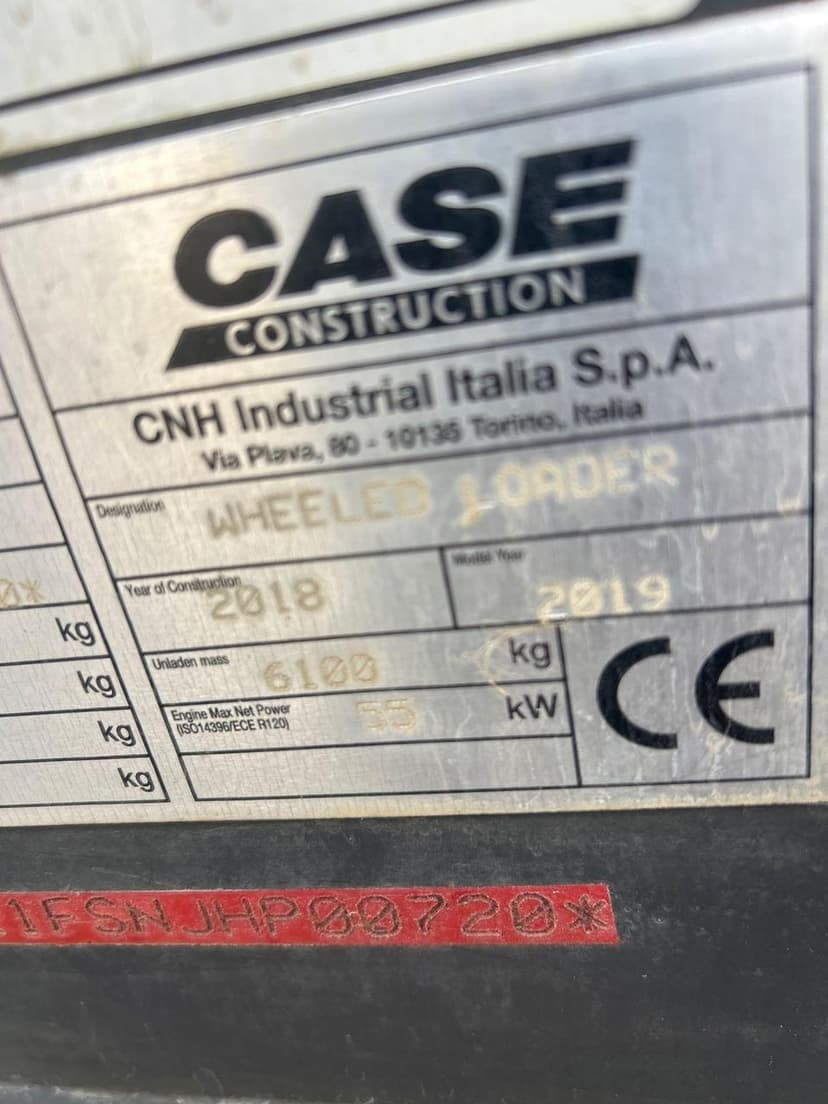 CASE
CONSTRUCTION
CNH Industrial Italia S.p.A.
Via Plava, 80 - 10135 Torino, Italia
Designation WHEELED LOADER
Year of Construction 2018 Model Year 2019
0*
kg
Unladen mass 6100 kg
kg
Engine Max Net Power 55 kW
(ISO14396/ECE R120)
kg
kg
CE
1FSNJHP00720*